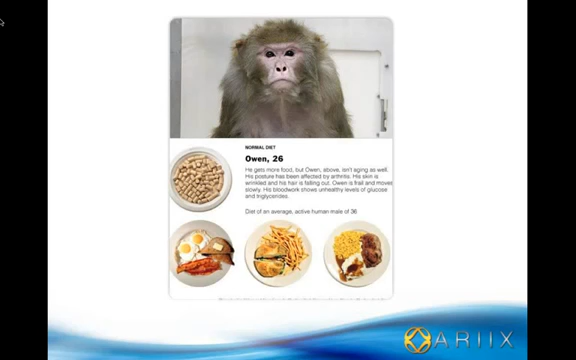 NORMAL DIET
Owen, 26
He gets more food, but Owen, above, isn't aging as well.
His posture has been affected by arthritis. His skin is
wrinkled and his hair is falling out. Owen is frail and moves
slowly. His bloodwork shows unhealthy levels of glucose
and triglycerides.
Diet of an average, active human male of 36
ARIIX